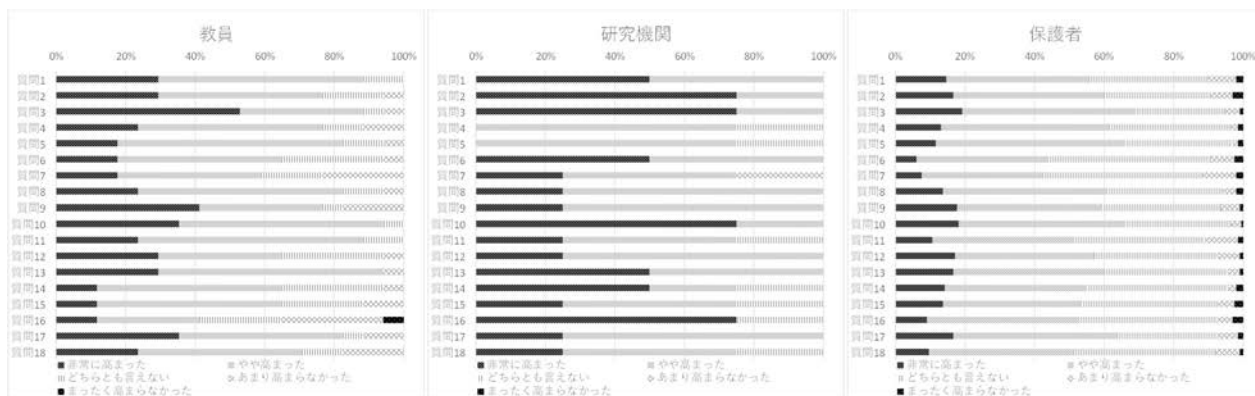 教員
0% 20% 40% 60% 80% 100%
質問1
質問2
質問3
質問4
質問5
質問6
質問7
質問8
質問9
質問10
質問11
質問12
質問13
質問14
質問15
質問16
質問17
質問18
非常に高まった やや高まった
どちらとも言えない あまり高まらなかった
まったく高まらなかった
研究機関
0% 20% 40% 60% 80% 100%
質問1
質問2
質問3
質問4
質問5
質問6
質問7
質問8
質問9
質問10
質問11
質問12
質問13
質問14
質問15
質問16
質問17
質問18
非常に高まった やや高まった
どちらとも言えない あまり高まらなかった
まったく高まらなかった
保護者
0% 20% 40% 60% 80% 100%
質問1
質問2
質問3
質問4
質問5
質問6
質問7
質問8
質問9
質問10
質問11
質問12
質問13
質問14
質問15
質問16
質問17
質問18
非常に高まった やや高まった
どちらとも言えない あまり高まらなかった
まったく高まらなかった